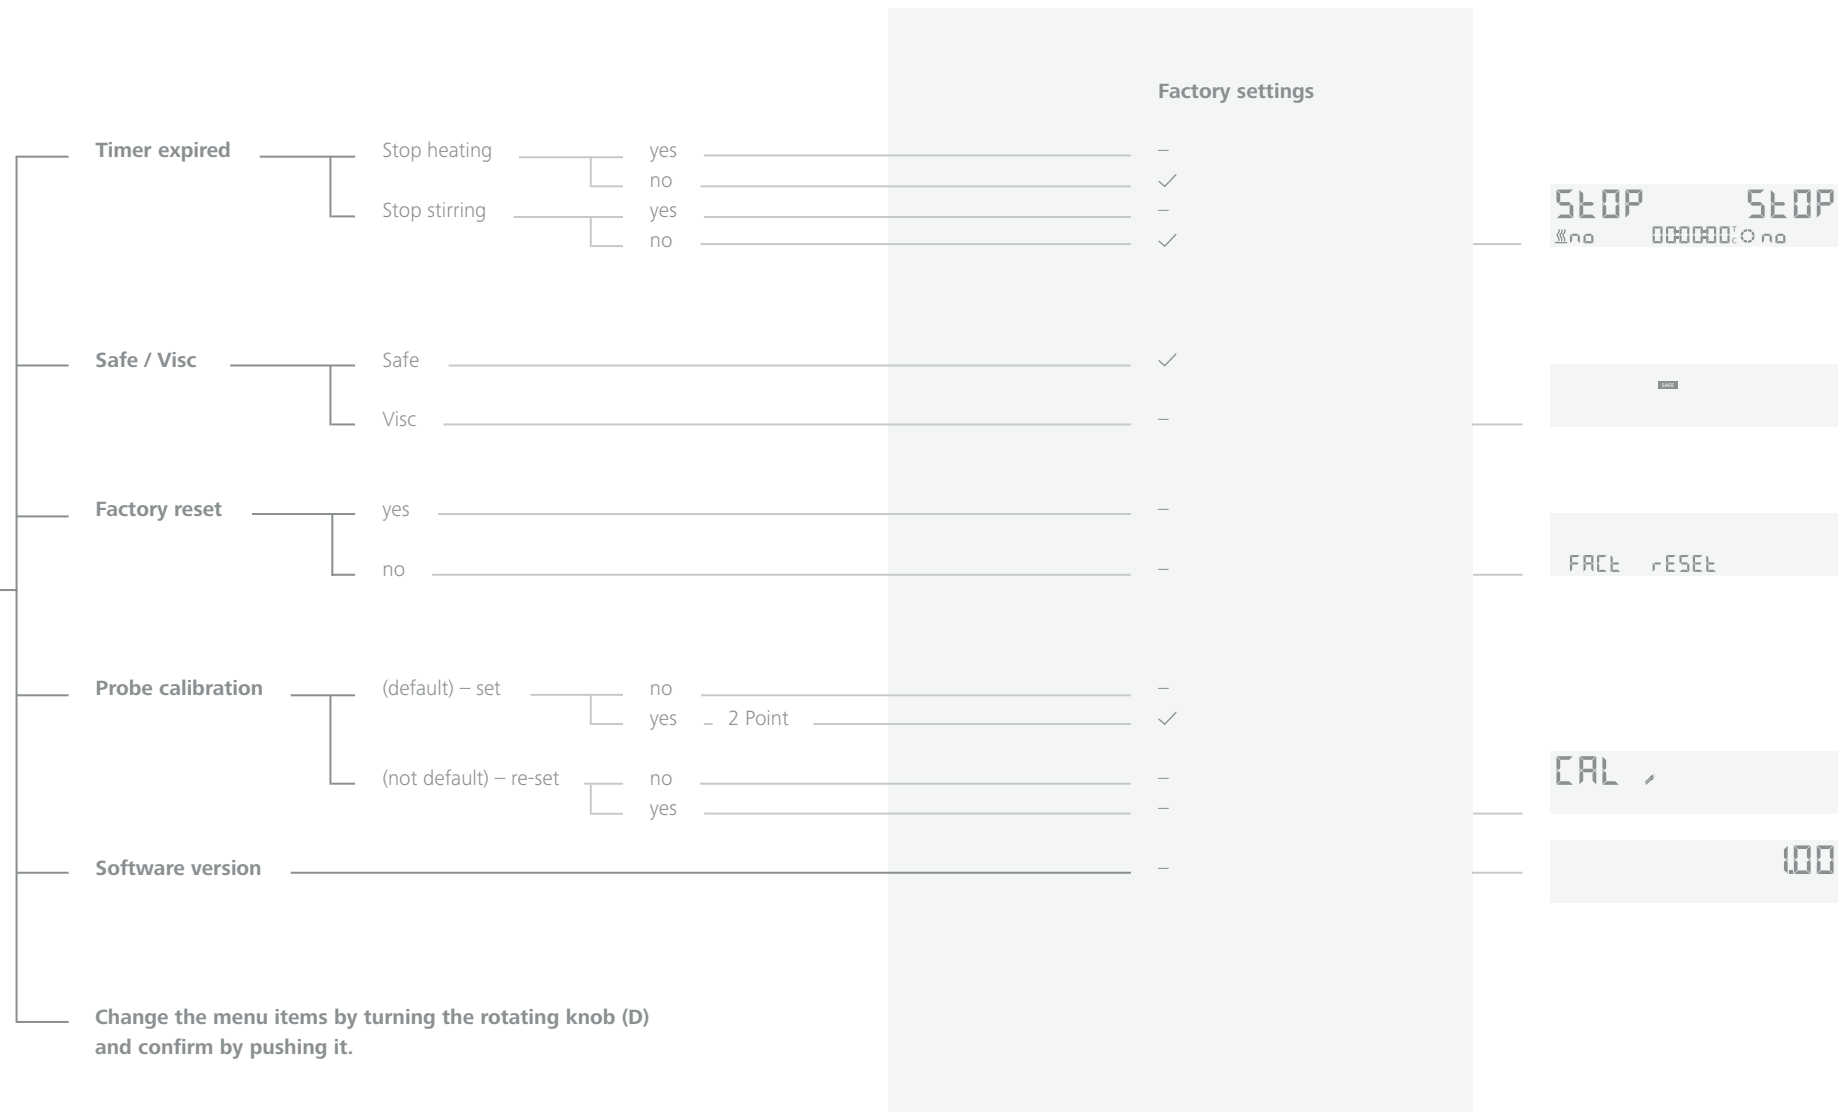 Factory settings
Timer expired Stop heating yes –
no ✓
Stop stirring yes –
no ✓
StOP StOP
no 00:00:00 no
Safe / Visc Safe ✓
SAFE
Visc –
Factory reset yes –
no –
FACt rESEt
Probe calibration (default) – set no –
yes 2 Point ✓
(not default) – re-set no –
yes –
CAL
Software version –
1.00
Change the menu items by turning the rotating knob (D)
and confirm by pushing it.